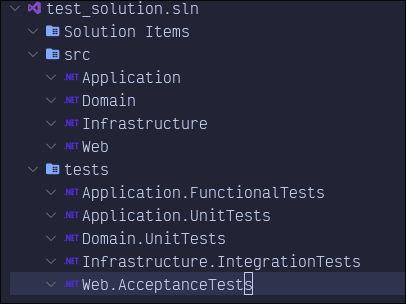 test_solution.sln
Solution Items
src
.NET Application
.NET Domain
.NET Infrastructure
.NET Web
tests
.NET Application.FunctionalTests
.NET Application.UnitTests
.NET Domain.UnitTests
.NET Infrastructure.IntegrationTests
.NET Web.AcceptanceTests